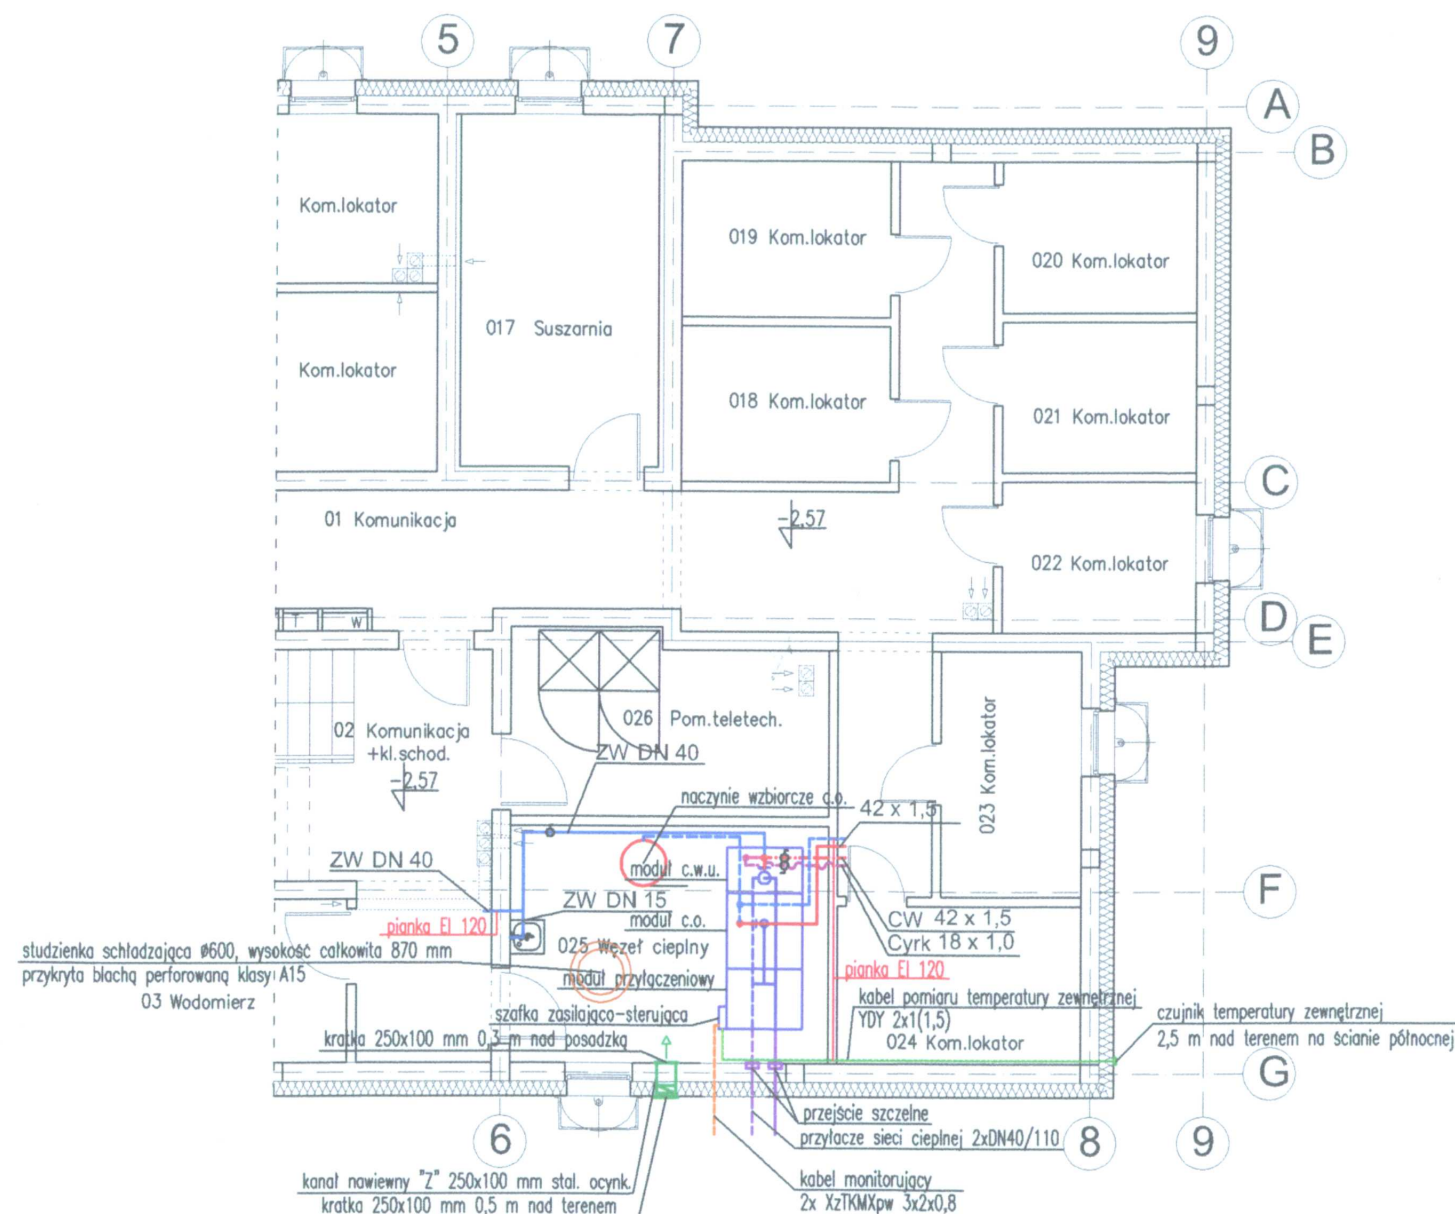 5
7
9
A
B
Kom.lokator
019 Kom.lokator
020 Kom.lokator
017 Suszarnia
Kom.lokator
018 Kom.lokator
021 Kom.lokator
C
01 Komunikacja
-2,57
022 Kom.lokator
T W
D
E
02 Komunikacja
+kl.schod.
-2,57
026 Pom.teletech.
ZW DN 40
023 Kom.lokator
naczynie wzbiorcze c.o.
42 x 1,5
ZW DN 40
moduł c.w.u.
F
ZW DN 15
pianka EI 120
moduł c.o.
CW 42 x 1,5
Cyrk 18 x 1,0
025 Węzeł cieplny
studzienka schładzająca ø600, wysokość całkowita 870 mm
przykryta blachą perforowaną klasy A15
03 Wodomierz
moduł przyłączeniowy
pianka EI 120
szafka zasilająco-sterująca
kabel pomiaru temperatury zewnętrznej
YDY 2x1(1,5)
024 Kom.lokator
czujnik temperatury zewnętrznej
2,5 m nad terenem na ścianie północnej
kratka 250x100 mm 0,3 m nad posadzką
G
przejście szczelne
przyłącze sieci cieplnej 2xDN40/110
6
8
9
kanał nawiewny "Z" 250x100 mm stal. ocynk.
kratka 250x100 mm 0,5 m nad terenem
kabel monitorujący
2x XzTKMXpw 3x2x0,8